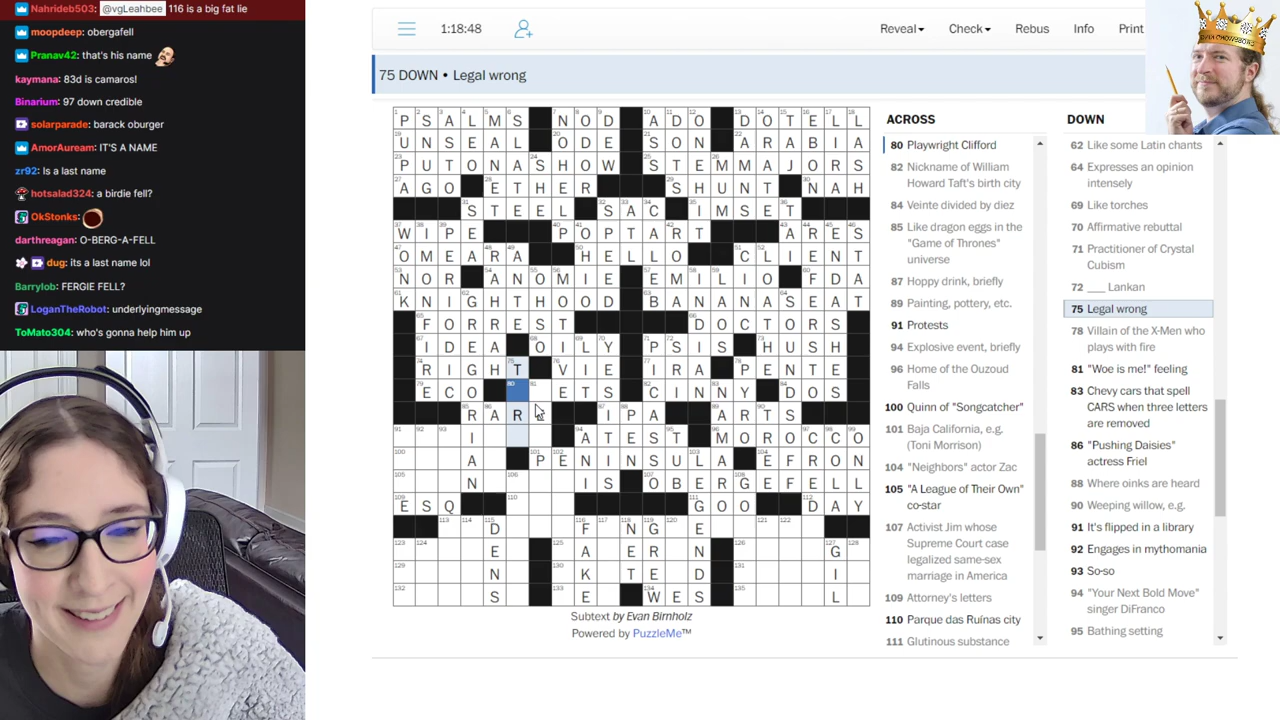 Nahrideb503: @vgLeahbee 116 is a big fat lie
moopdeep: obergafell
Pranav42: that's his name
kaymana: 83d is camaros!
Binarium: 97 down credible
solarparade: barack oburger
AmorAuream: IT'S A NAME
zr92: Is a last name
hotsalad324: a birdie fell?
OkStonks:
darthreagan: O-BERG-A-FELL
dug: its a last name lol
Barrylob: FERGIE FELL?
LoganTheRobot: underlyingmessage
ToMato304: who's gonna help him up
1:18:48
Reveal
Check
Rebus
Info
Print
75 DOWN • Legal wrong
P S A L M S N O D A D O D O T E L L
U N S E A L O D E S O N A R A B I A
P U T O N A S H O W S T E M M A J O R S
A G O E T H E R S H U N T N A H
S T E E L S A C I M S E T
W I P E P O P T A R T A R E S
O M E A R A H E L L O C L I E N T
N O R A N O M I E E M I L I O F D A
K N I G H T H O O D B A N A N A S E A T
F O R R E S T D O C T O R S
I D E A O I L Y P S I S H U S H
R I G H T V I E I R A P E N T E
E C O E T S C I N N Y D O S
R A R I P A A R T S
I A T E S T M O R O C C O
A P E N I N S U L A E F R O N
N I S O B E R G E F E L L
E S Q G O O D A Y
D F N G E
E A E R N G
N K T E D I
S E W E S L
Subtext by Evan Birnholz
Powered by PuzzleMe™
ACROSS
80 Playwright Clifford
82 Nickname of William Howard Taft's birth city
84 Veinte divided by diez
85 Like dragon eggs in the "Game of Thrones" universe
87 Hoppy drink, briefly
89 Painting, pottery, etc.
91 Protests
94 Explosive event, briefly
96 Home of the Ouzoud Falls
100 Quinn of "Songcatcher"
101 Baja California, e.g. (Toni Morrison)
104 "Neighbors" actor Zac
105 "A League of Their Own" co-star
107 Activist Jim whose Supreme Court case legalized same-sex marriage in America
109 Attorney's letters
110 Parque das Ruínas city
111 Glutinous substance
DOWN
62 Like some Latin chants
64 Expresses an opinion intensely
69 Like torches
70 Affirmative rebuttal
71 Practitioner of Crystal Cubism
72 ___ Lankan
75 Legal wrong
78 Villain of the X-Men who plays with fire
81 "Woe is me!" feeling
83 Chevy cars that spell CARS when three letters are removed
86 "Pushing Daisies" actress Friel
88 Where oinks are heard
90 Weeping willow, e.g.
91 It's flipped in a library
92 Engages in mythomania
93 So-so
94 "Your Next Bold Move" singer DiFranco
95 Bathing setting